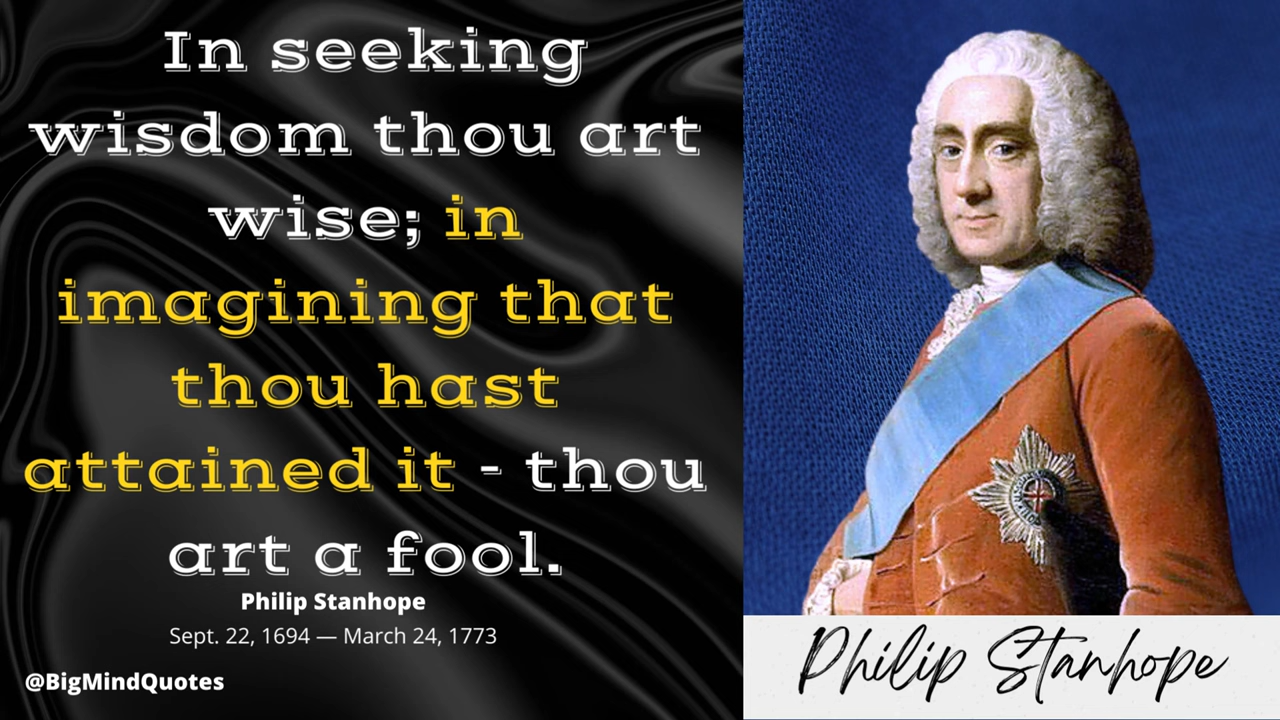 In seeking
wisdom thou art
wise; in
imagining that
thou hast
attained it - thou
art a fool.
Philip Stanhope
Sept. 22, 1694 — March 24, 1773
@BigMindQuotes
Philip Stanhope